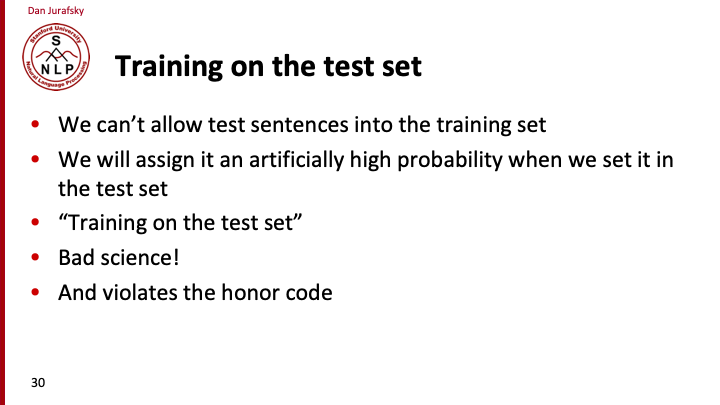 Dan Jurafsky
Stanford University
S
NLP
Natural Language Processing
Training on the test set
• We can’t allow test sentences into the training set
• We will assign it an artificially high probability when we set it in
the test set
• “Training on the test set”
• Bad science!
• And violates the honor code
30